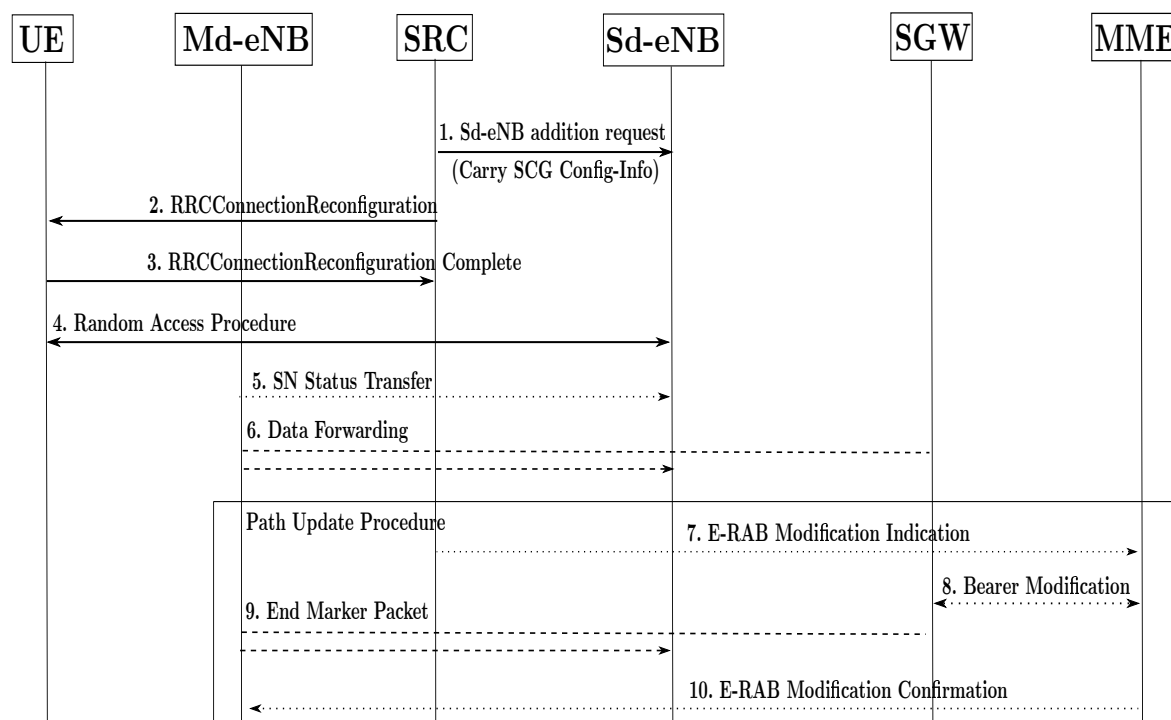 UE Md-eNB SRC Sd-eNB SGW MME
1. Sd-eNB addition request
(Carry SCG Config-Info)
2. RRCConnectionReconfiguration
3. RRCConnectionReconfiguration Complete
4. Random Access Procedure
5. SN Status Transfer
6. Data Forwarding
Path Update Procedure
7. E-RAB Modification Indication
8. Bearer Modification
9. End Marker Packet
10. E-RAB Modification Confirmation